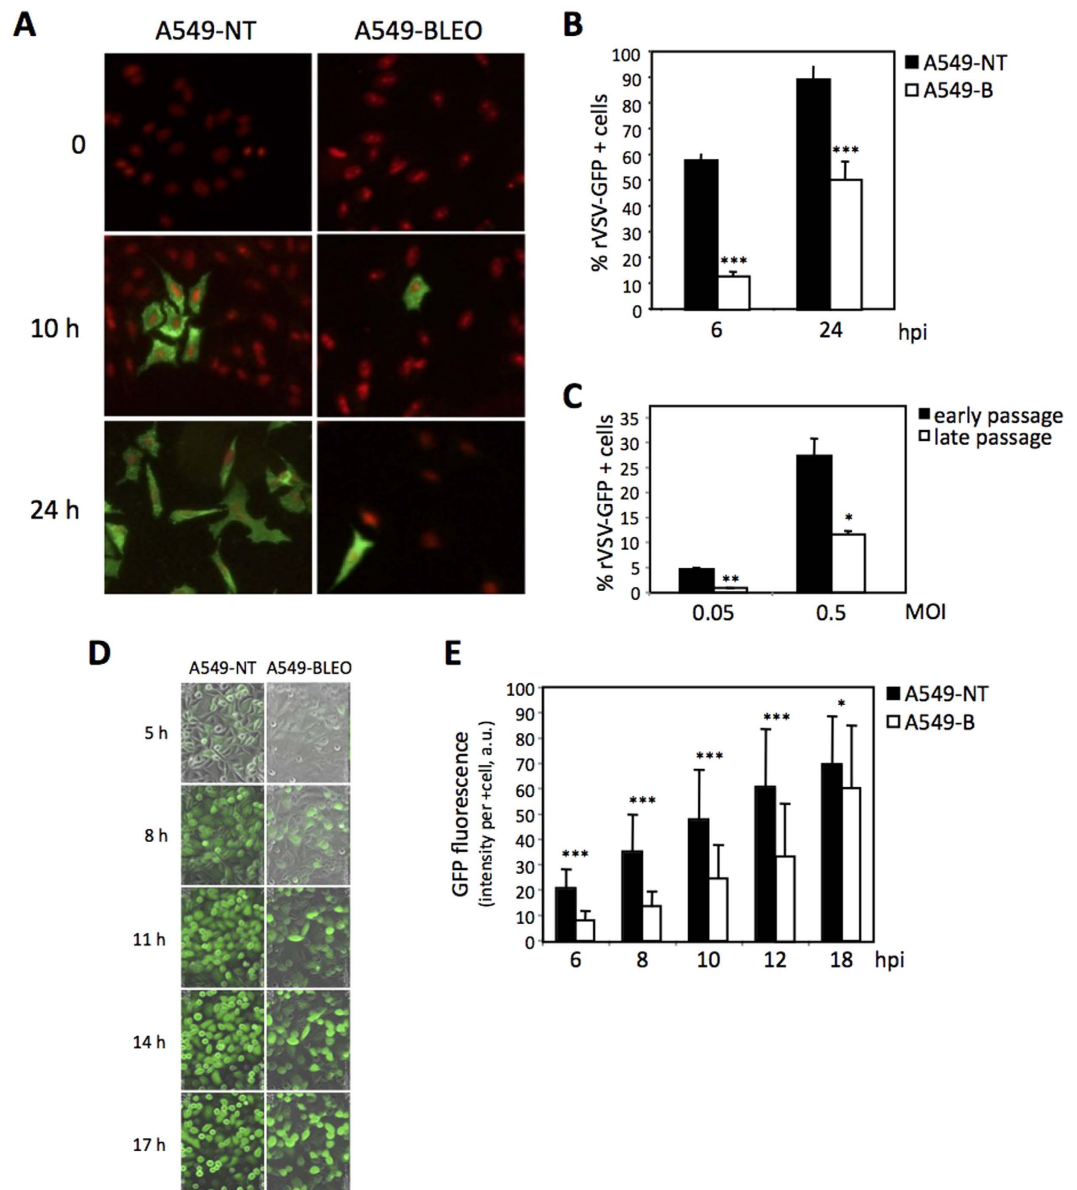 A
A549-NT A549-BLEO
0
10 h
24 h
B
% rVSV-GFP + cells
100
90
80
70
60
50
40
30
20
10
0
***
***
6 24 hpi
A549-NT
A549-B
C
% rVSV-GFP + cells
35
30
25
20
15
10
5
0
**
*
0.05 0.5 MOI
early passage
late passage
D
A549-NT A549-BLEO
5 h
8 h
11 h
14 h
17 h
E
GFP fluorescence
(intensity per +cell, a.u.)
100
90
80
70
60
50
40
30
20
10
0
***
***
***
***
*
6 8 10 12 18 hpi
A549-NT
A549-B